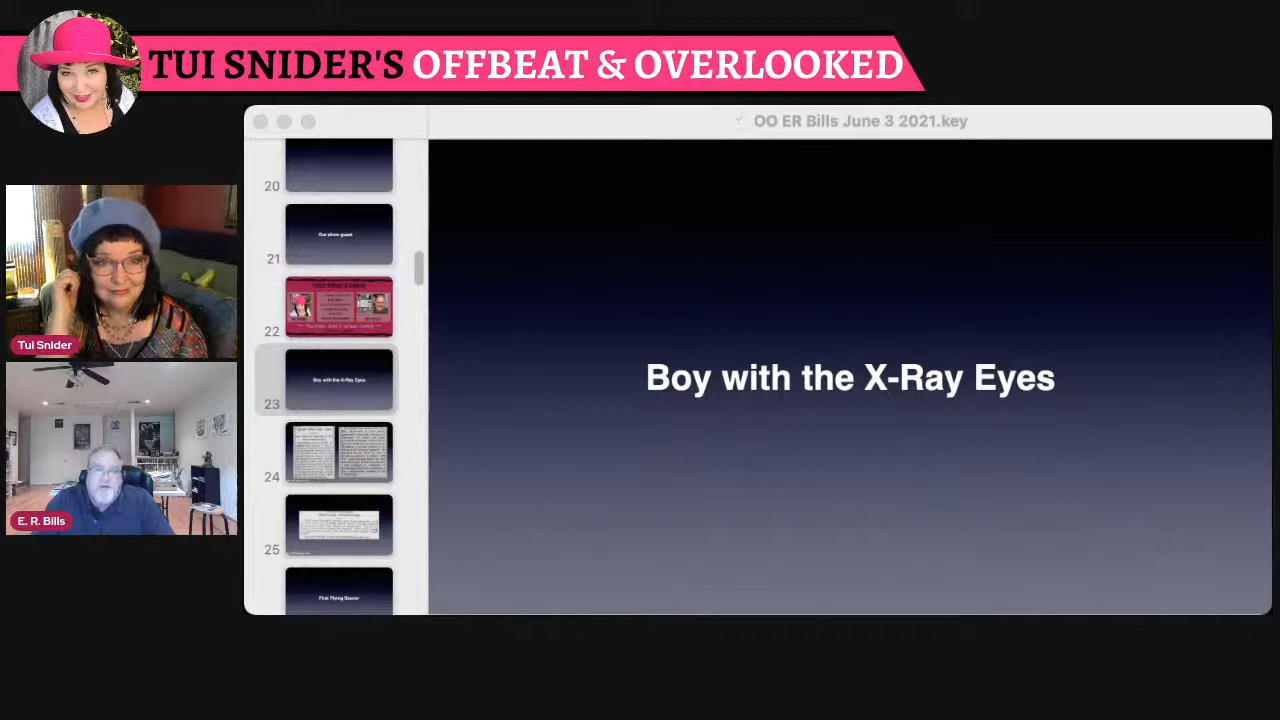 TUI SNIDER'S OFFBEAT & OVERLOOKED
OO ER Bills June 3 2021.key
Tui Snider
E. R. Bills
20
21
Our show guest
22
23
Boy with the X-Ray Eyes
24
25
First Flying Saucer
Boy with the X-Ray Eyes